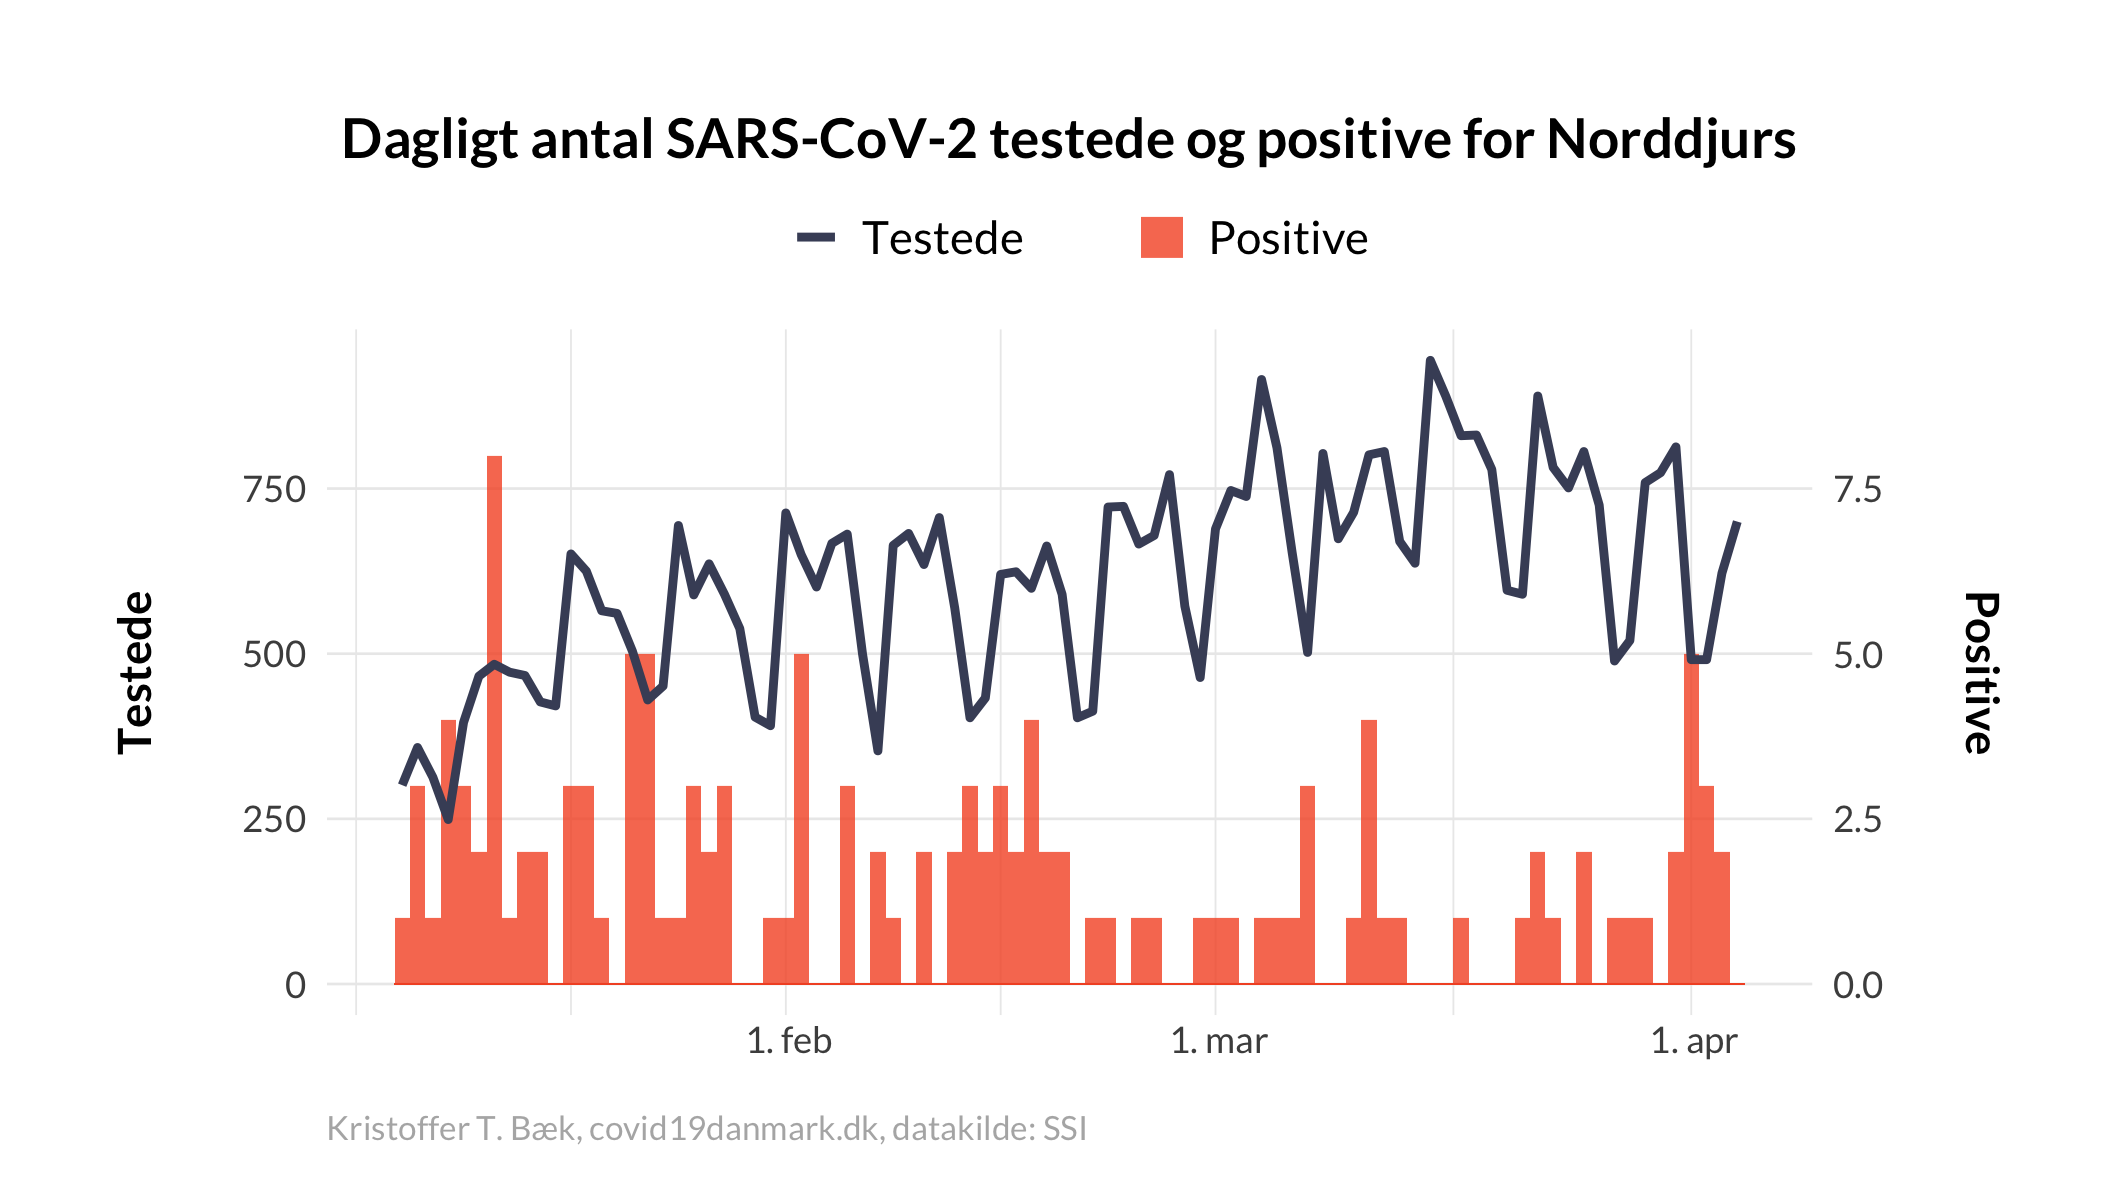 Dagligt antal SARS-CoV-2 testede og positive for Norddjurs
Testede
Positive
Testede
750
500
250
0
7.5
5.0
2.5
0.0
Positive
1. feb
1. mar
1. apr
Kristoffer T. Bæk, covid19danmark.dk, datakilde: SSI